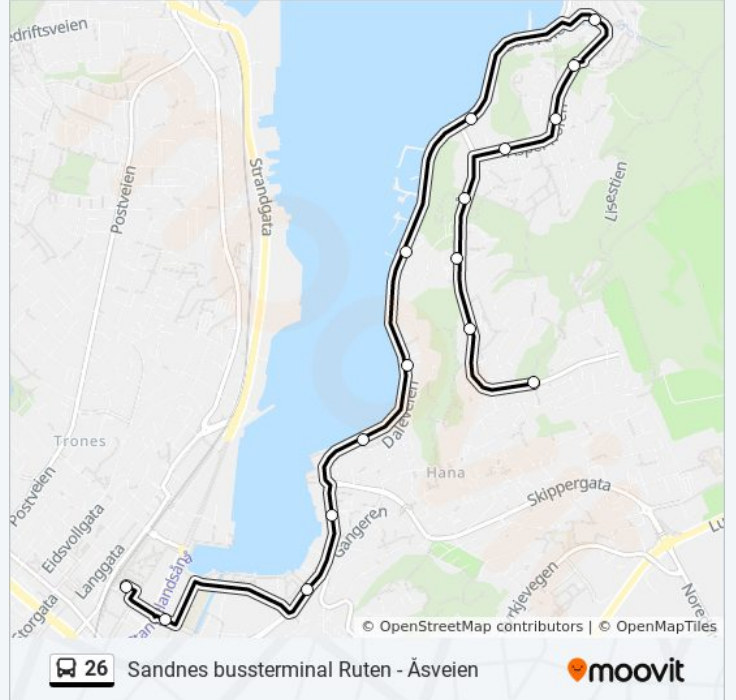 edriftsveien
Postveien
Strandgata
Lisestien
Trones
Postveien
Eidsvollgata
Langgata
Storgata
Daleveien
Hana
Skippergata
Gangeren
© OpenStreetMap contributors | © OpenMapTiles
26 Sandnes bussterminal Ruten - Åsveien
moovit